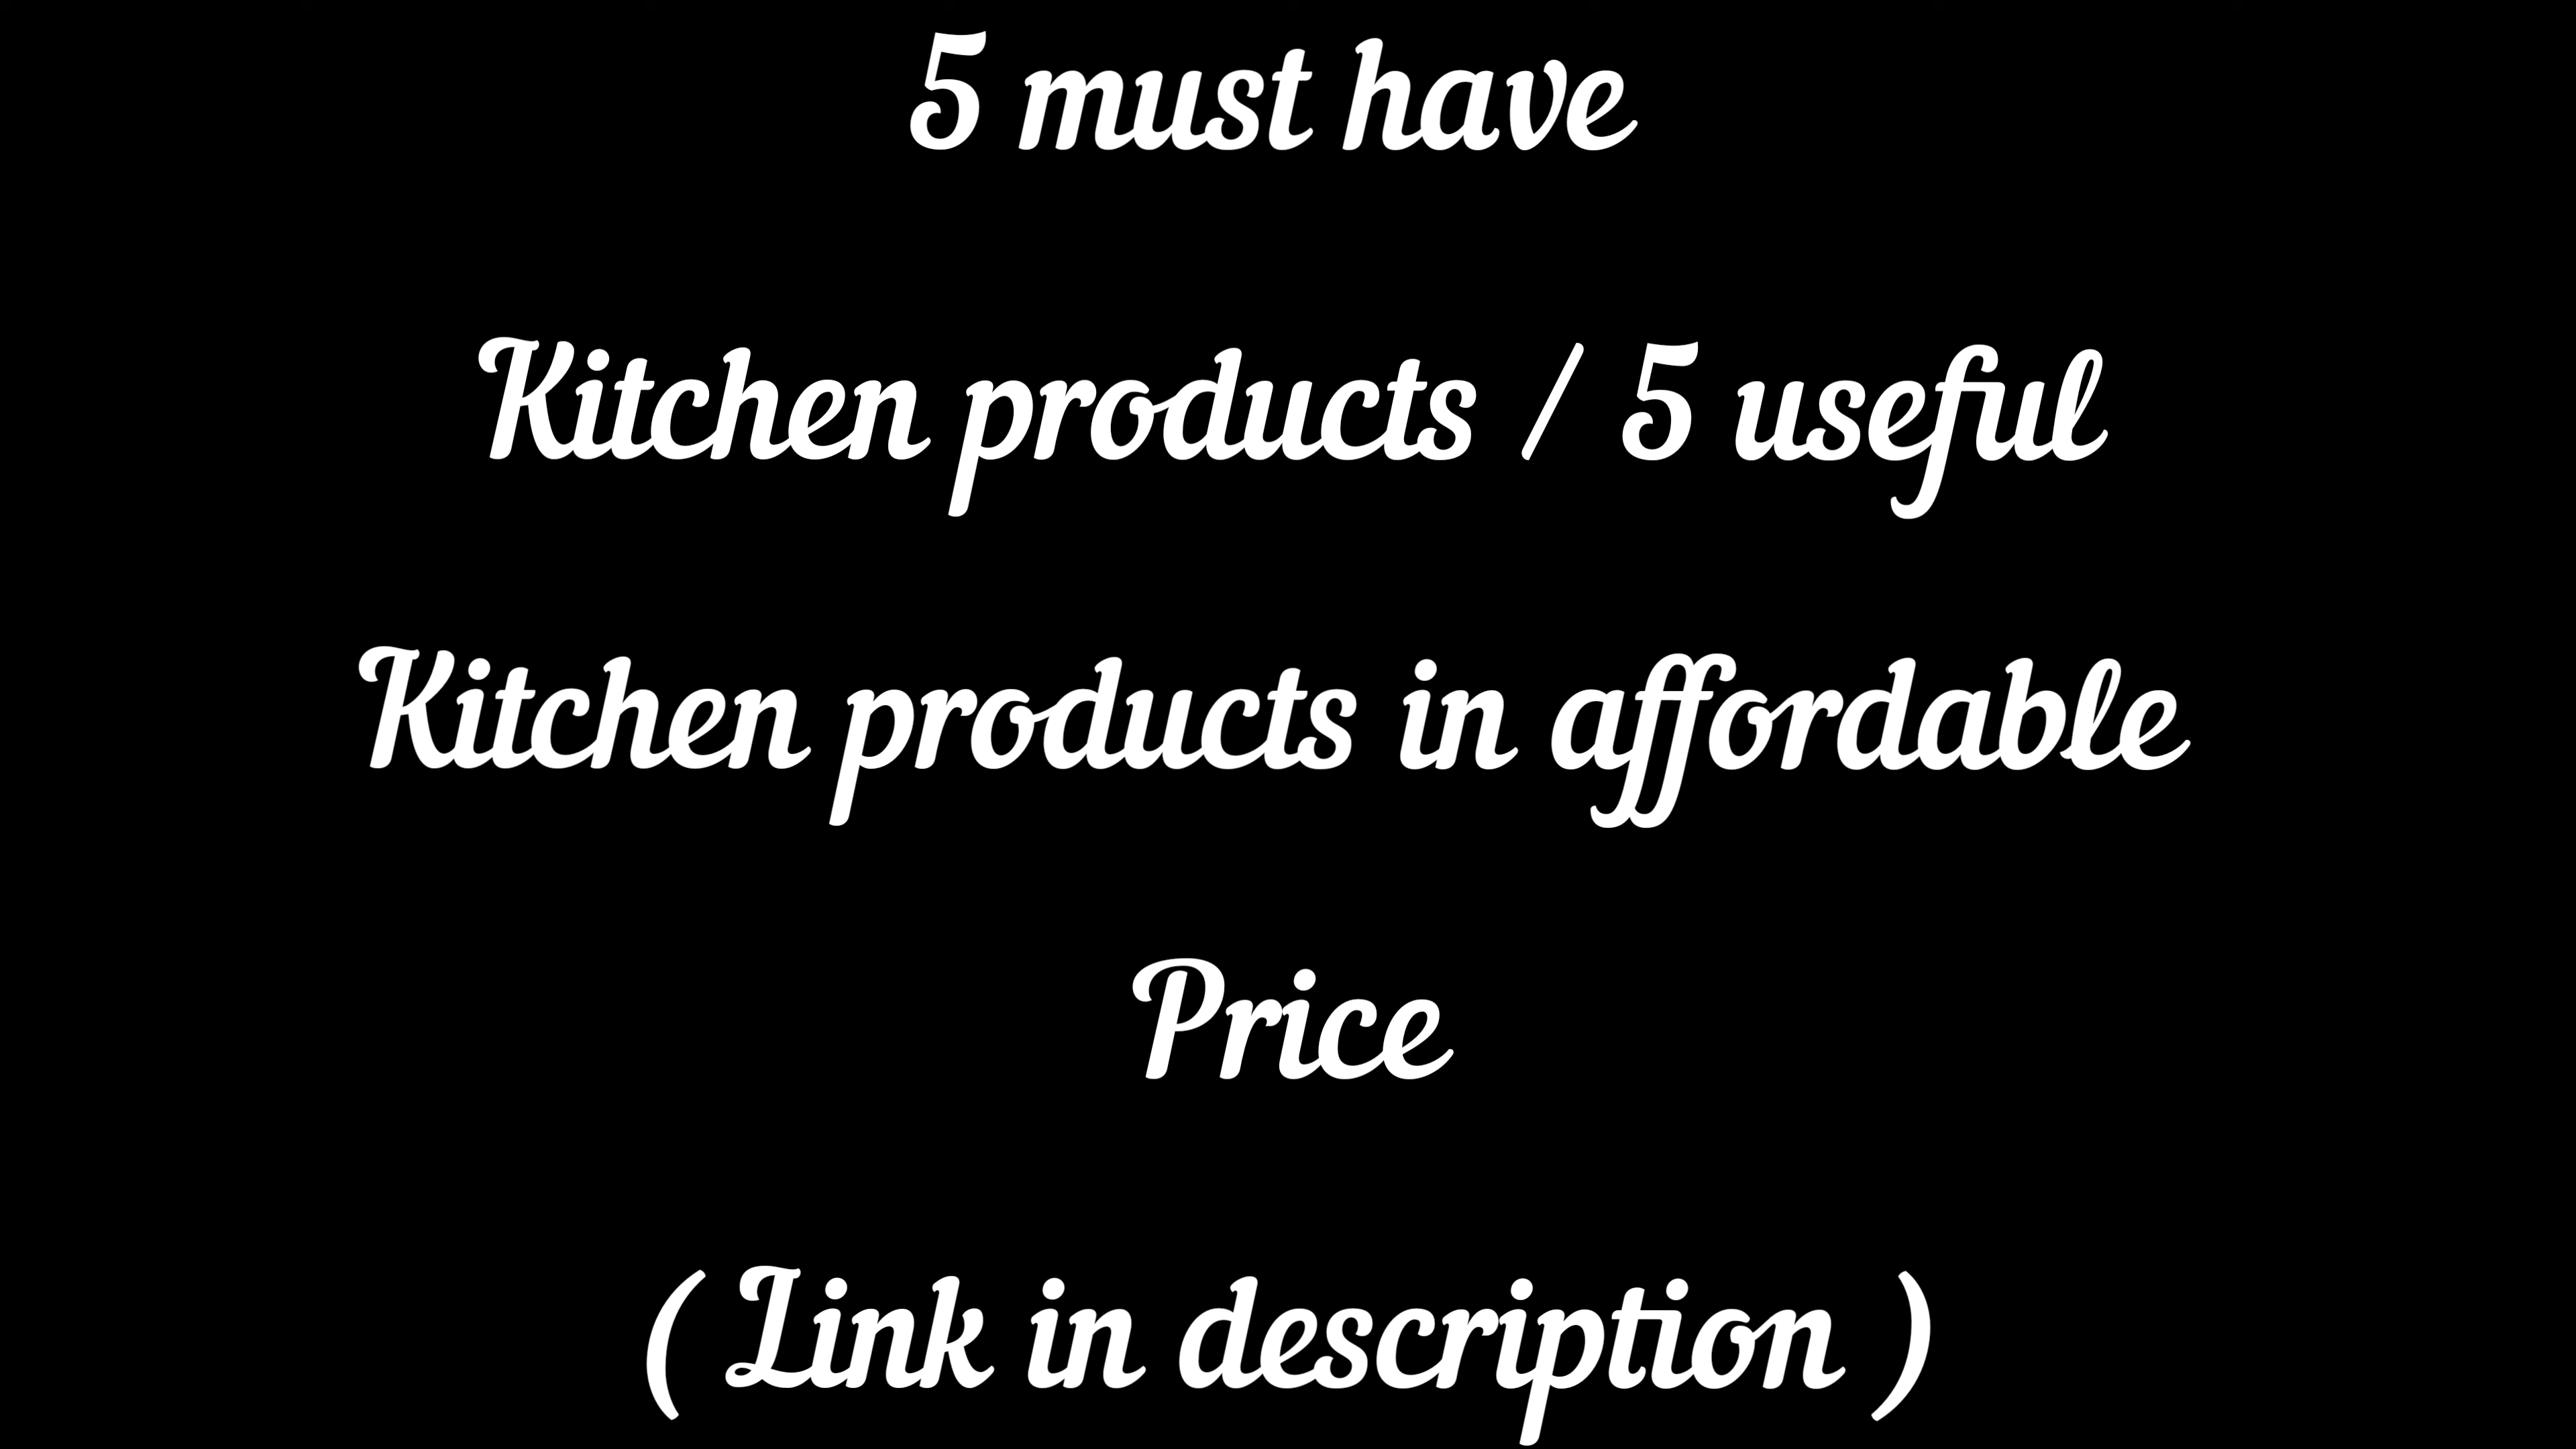 5 must have
Kitchen products / 5 useful
Kitchen products in affordable
Price
( Link in description )